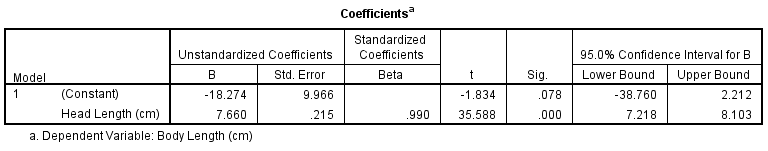 Coefficientsa
Model Unstandardized Coefficients Standardized Coefficients t Sig. 95.0% Confidence Interval for B
B Std. Error Beta Lower Bound Upper Bound
1 (Constant) -18.274 9.966 -1.834 .078 -38.760 2.212
Head Length (cm) 7.660 .215 .990 35.588 .000 7.218 8.103
a. Dependent Variable: Body Length (cm)